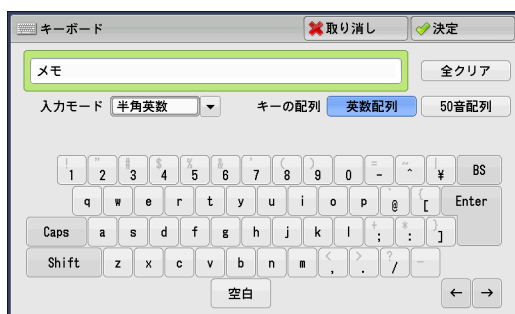 キーボード 取り消し 決定
メモ 全クリア
入力モード 半角英数 キーの配列 英数配列 50音配列
! 1 " 2 # 3 $ 4 % 5 & 6 ' 7 ( 8 ) 9 0 = - ~ ^ | ¥ BS
q w e r t y u i o p ` @ { [ Enter
Caps a s d f g h j k l + ; * : } ]
Shift z x c v b n m < , > . ? / _
空白 ← →